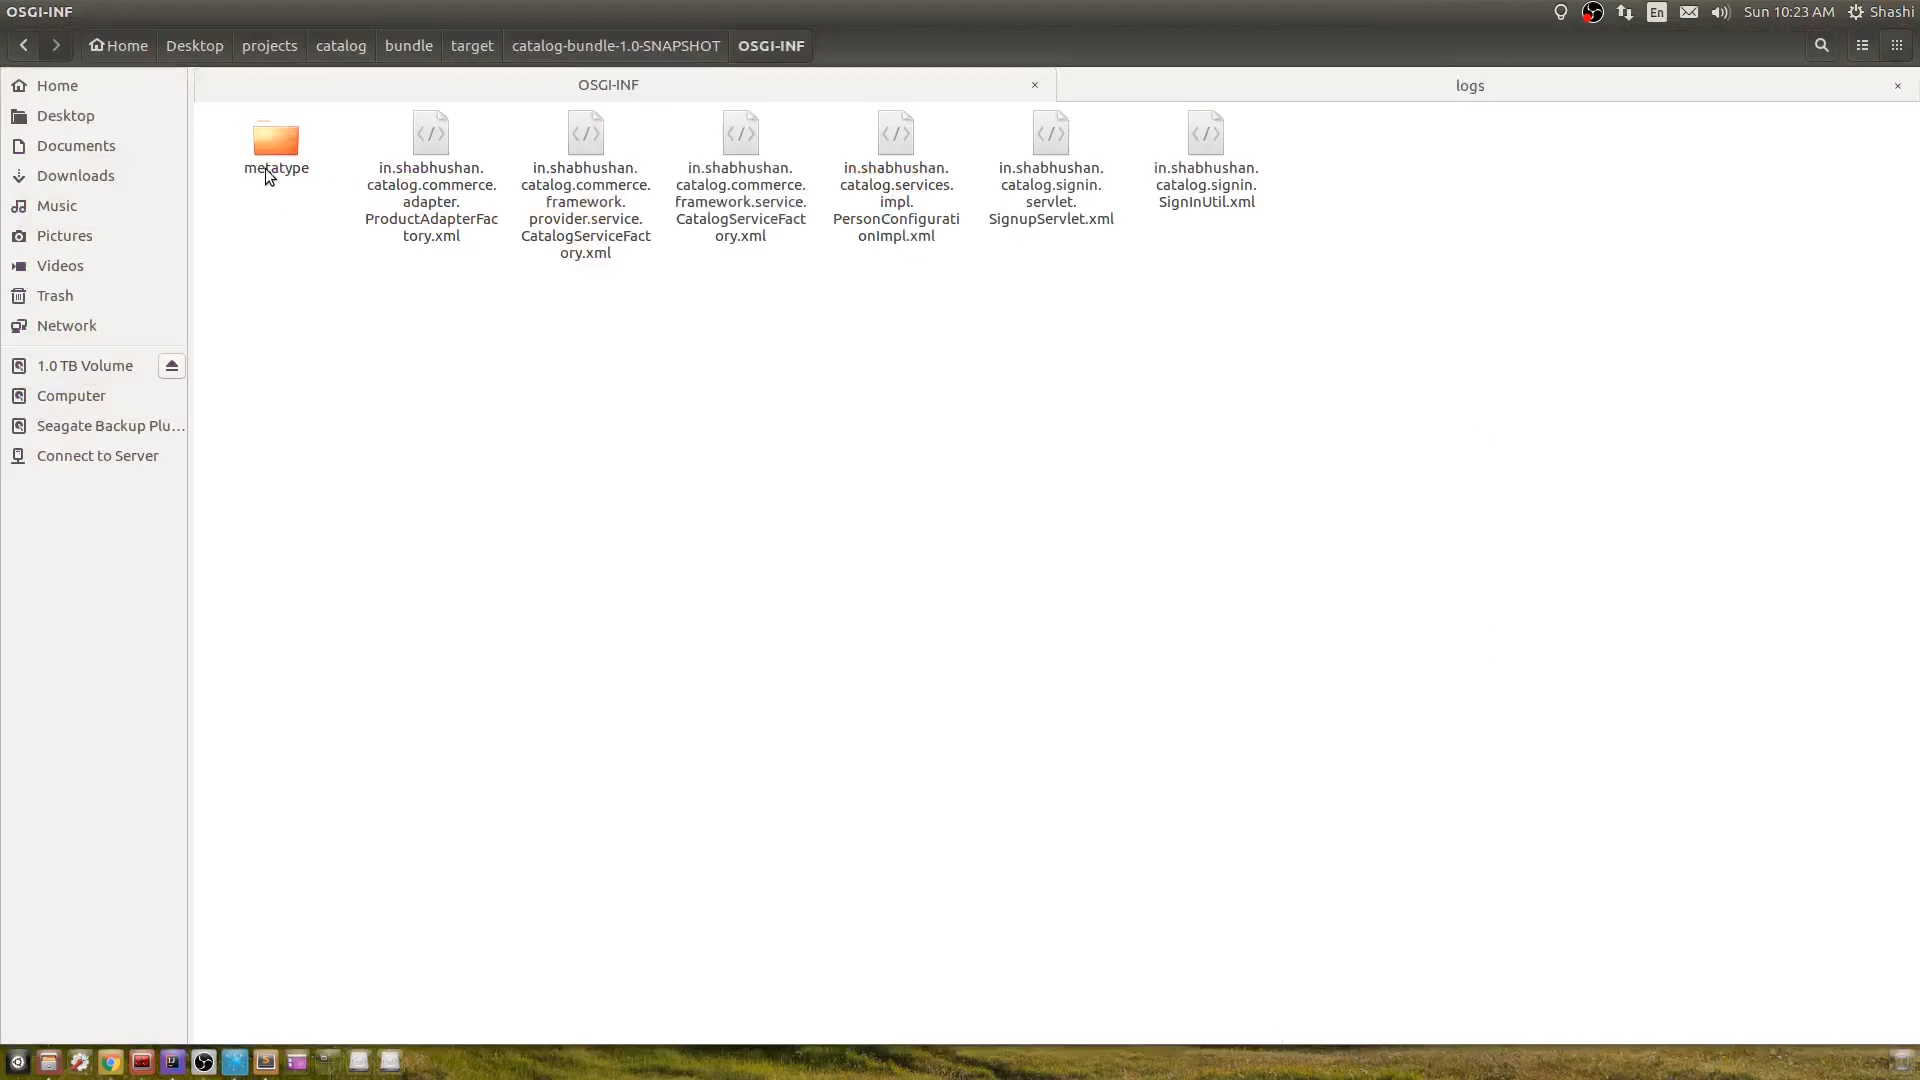 OSGI-INF
En
Sun 10:23 AM
Shashi
Home
Desktop
projects
catalog
bundle
target
catalog-bundle-1.0-SNAPSHOT
OSGI-INF
Home
Desktop
Documents
Downloads
Music
Pictures
Videos
Trash
Network
1.0 TB Volume
Computer
Seagate Backup Plu...
Connect to Server
OSGI-INF
logs
metatype
in.shabhushan.
catalog.commerce.
adapter.
ProductAdapterFac
tory.xml
in.shabhushan.
catalog.commerce.
framework.
provider.service.
CatalogServiceFact
ory.xml
in.shabhushan.
catalog.commerce.
framework.service.
CatalogServiceFact
ory.xml
in.shabhushan.
catalog.services.
impl.
PersonConfigurati
onImpl.xml
in.shabhushan.
catalog.signin.
servlet.
SignupServlet.xml
in.shabhushan.
catalog.signin.
SignInUtil.xml